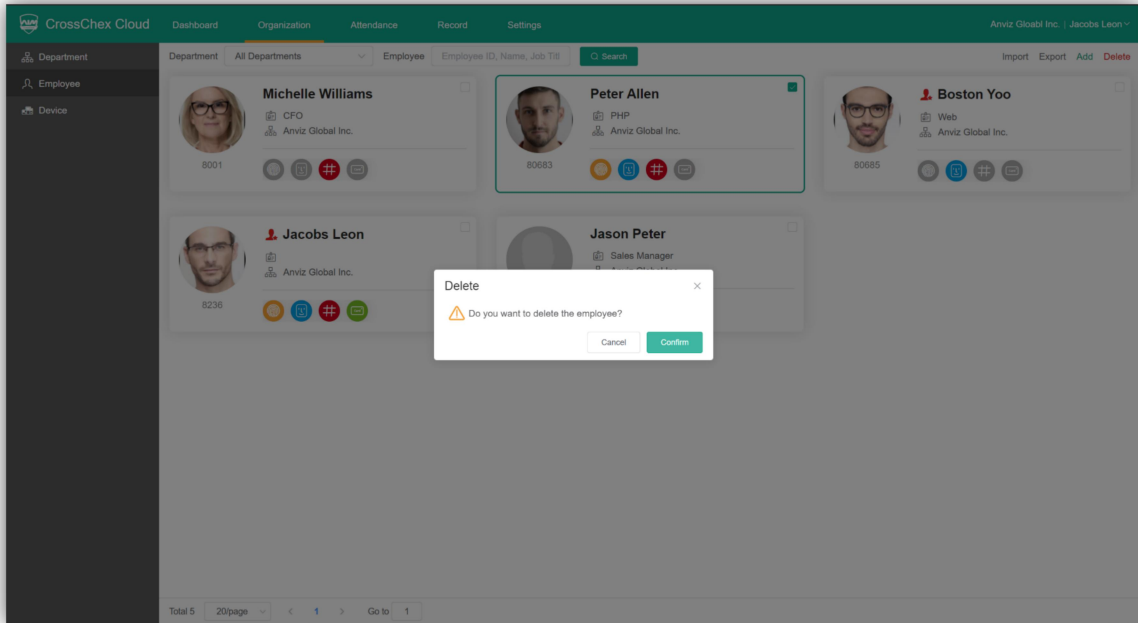 CrossChex Cloud Dashboard Organization Attendance Record Settings Anviz Gloabl Inc. | Jacobs Leon
Department
Employee
Device
Department All Departments Employee Employee ID, Name, Job Titl Search Import Export Add Delete
Michelle Williams
CFO
Anviz Global Inc.
8001
Peter Allen
PHP
Anviz Global Inc.
80683
Boston Yoo
Web
Anviz Global Inc.
80685
Jacobs Leon
Anviz Global Inc.
8236
Jason Peter
Sales Manager
Delete
Do you want to delete the employee?
Cancel Confirm
Total 5 20/page < 1 > Go to 1